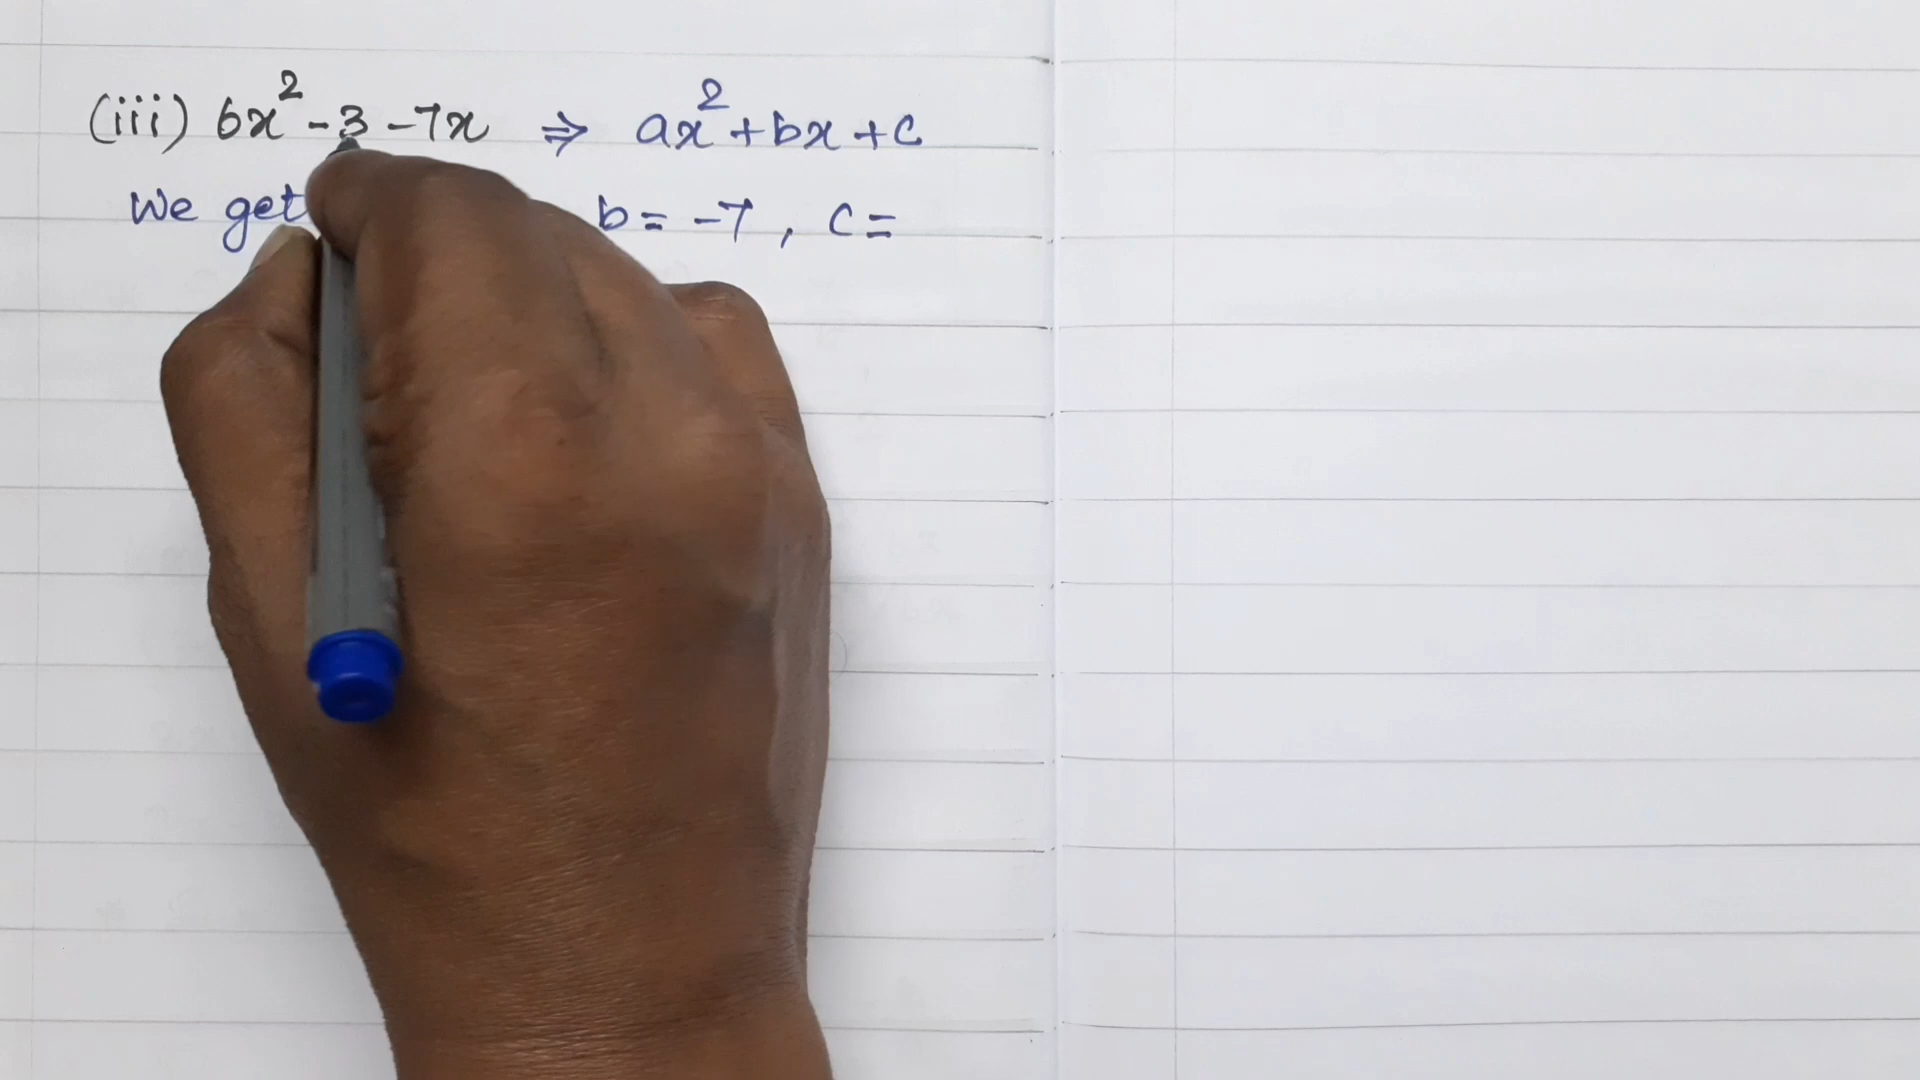 (iii) 6x² - 3 - 7x ⇒ ax² + bx + c
We get b = -7 , c =